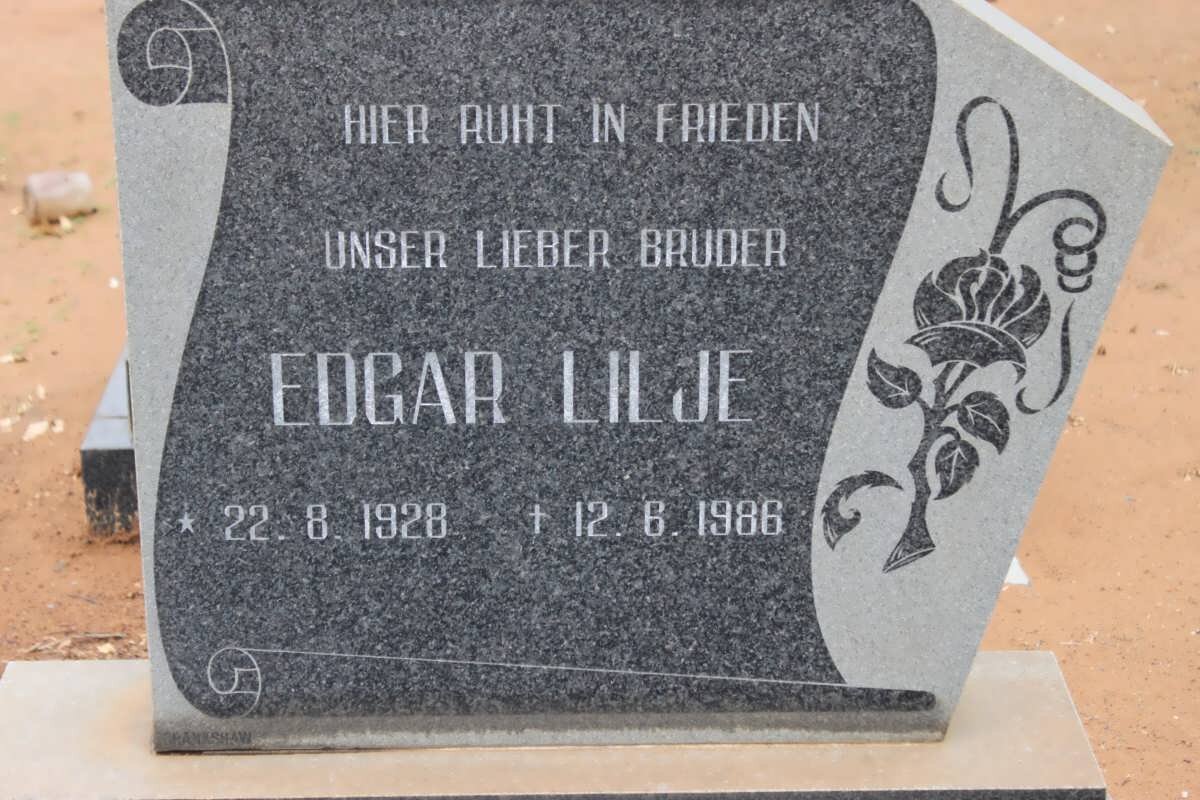 HIER RUHT IN FRIEDEN
UNSER LIEBER BRUDER
EDGAR LILJE
* 22. 8. 1928 † 12. 6. 1986